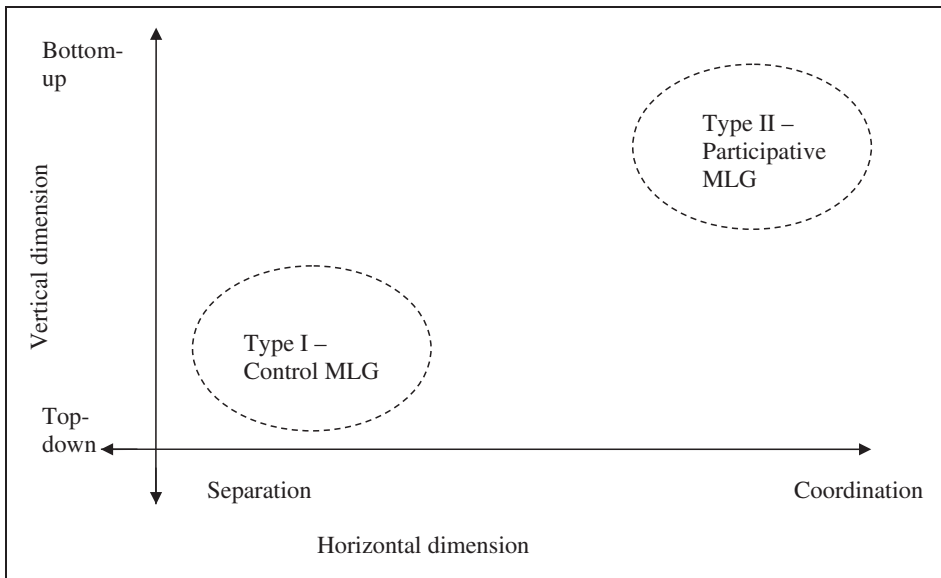 Bottom-
up
Type II –
Participative
MLG
Vertical dimension
Type I –
Control MLG
Top-
down
Separation
Coordination
Horizontal dimension